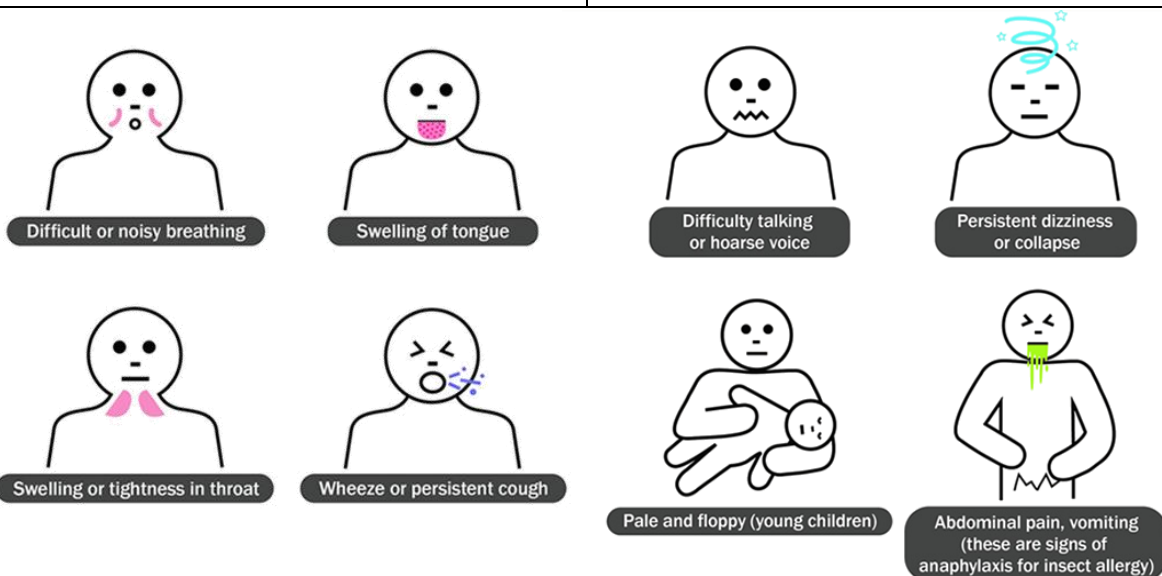 Difficult or noisy breathing
Swelling of tongue
Difficulty talking
or hoarse voice
Persistent dizziness
or collapse
Swelling or tightness in throat
Wheeze or persistent cough
Pale and floppy (young children)
Abdominal pain, vomiting
(these are signs of
anaphylaxis for insect allergy)